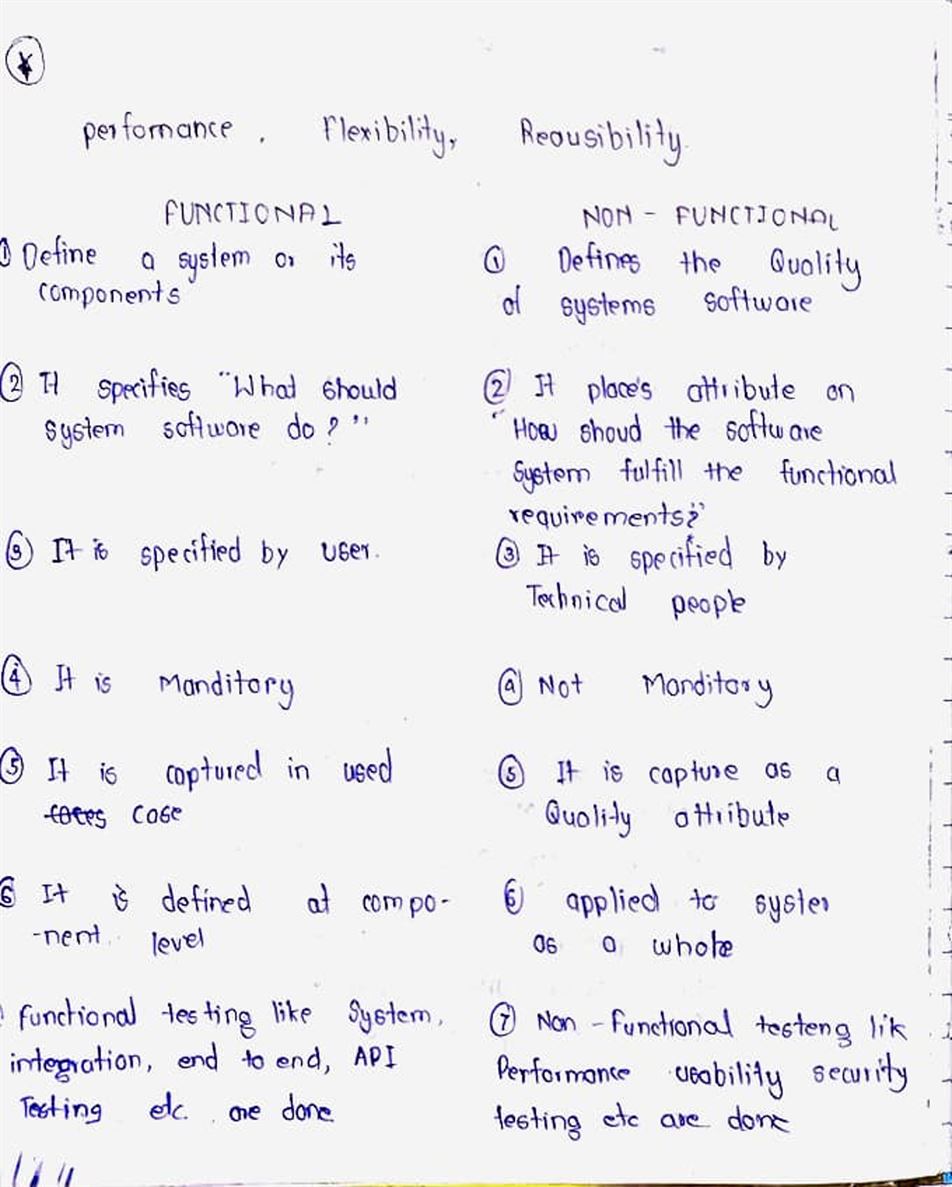 perfomance, Flexibility, Reausibility.
FUNCTIONAL
① Define a system or its
components
② It specifies "What should
system software do?"
③ It is specified by user.
④ It is Manditory
⑤ It is captured in used
case
⑥ It is defined at compo-
-nent level
functional testing like System,
integration, end to end, API
Testing etc. are done
NON - FUNCTIONAL
① Defines the Quality
of systems software
② It place's attribute on
"How shoud the software
System fulfill the functional
requirements?"
③ It is specified by
Technical people
④ Not Manditory
⑤ It is capture as a
Quality attribute
⑥ applied to syster
as a whole
⑦ Non - functional testeng lik
Performance usability security
testing etc are done